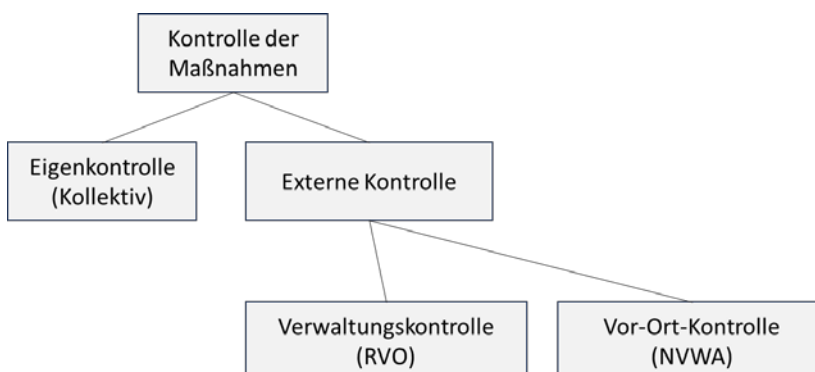 Kontrolle der
Maßnahmen
Eigenkontrolle
(Kollektiv)
Externe Kontrolle
Verwaltungskontrolle
(RVO)
Vor-Ort-Kontrolle
(NVWA)